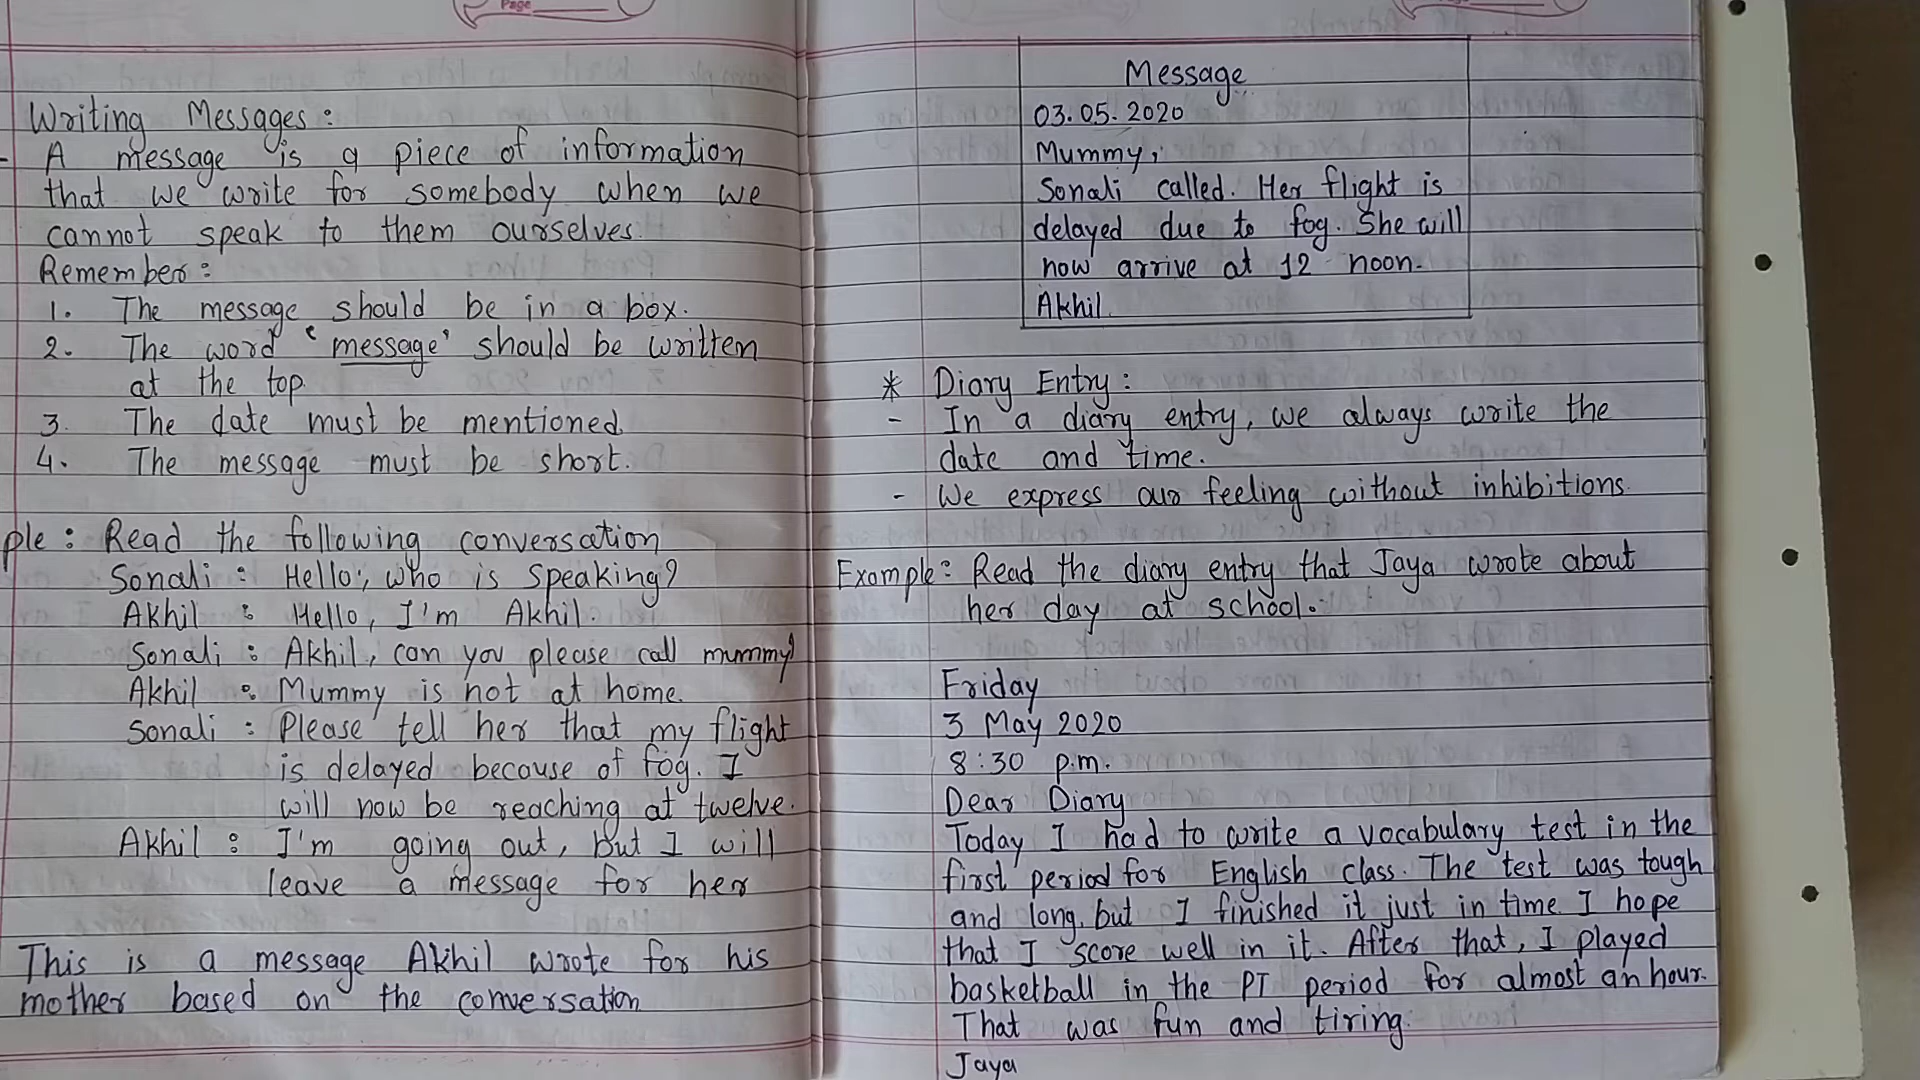 Page
Writing Messages:
- A message is a piece of information
that we write for somebody when we
cannot speak to them ourselves.
Remember:
1. The message should be in a box.
2. The word 'message' should be written
at the top.
3. The date must be mentioned.
4. The message must be short.
ple: Read the following conversation
Sonali: Hello, who is speaking?
Akhil: Hello, I'm Akhil.
Sonali: Akhil, can you please call mummy?
Akhil: Mummy is not at home.
Sonali: Please tell her that my flight
is delayed because of fog. I
will now be reaching at twelve.
Akhil: I'm going out, but I will
leave a message for her
This is a message Akhil wrote for his
mother based on the conversation
Message
03.05.2020
Mummy,
Sonali called. Her flight is
delayed due to fog. She will
now arrive at 12 noon.
Akhil
* Diary Entry:
- In a diary entry, we always write the
date and time.
- We express our feeling without inhibitions.
Example: Read the diary entry that Jaya wrote about
her day at school.
Friday
3 May 2020
8:30 p.m.
Dear Diary
Today I had to write a vocabulary test in the
first period for English class. The test was tough
and long, but I finished it just in time. I hope
that I score well in it. After that, I played
basketball in the PT period for almost an hour.
That was fun and tiring.
Jaya